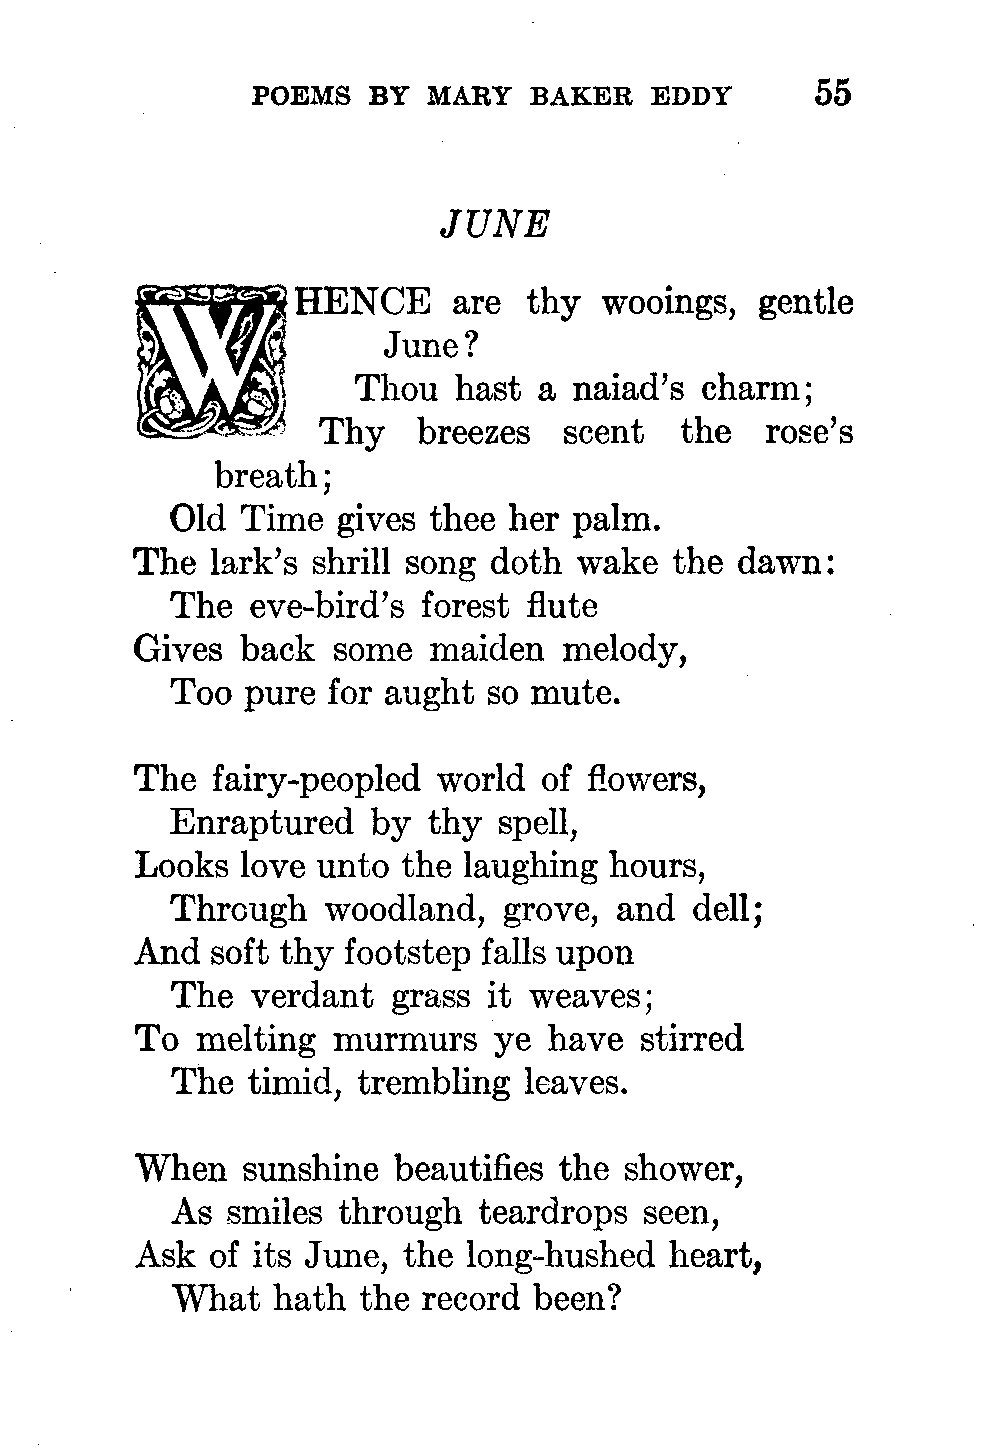 POEMS BY MARY BAKER EDDY 55
JUNE
WHENCE are thy wooings, gentle
June?
Thou hast a naiad's charm;
Thy breezes scent the rose's
breath;
Old Time gives thee her palm.
The lark's shrill song doth wake the dawn:
The eve-bird's forest flute
Gives back some maiden melody,
Too pure for aught so mute.
The fairy-peopled world of flowers,
Enraptured by thy spell,
Looks love unto the laughing hours,
Through woodland, grove, and dell;
And soft thy footstep falls upon
The verdant grass it weaves;
To melting murmurs ye have stirred
The timid, trembling leaves.
When sunshine beautifies the shower,
As smiles through teardrops seen,
Ask of its June, the long-hushed heart,
What hath the record been?